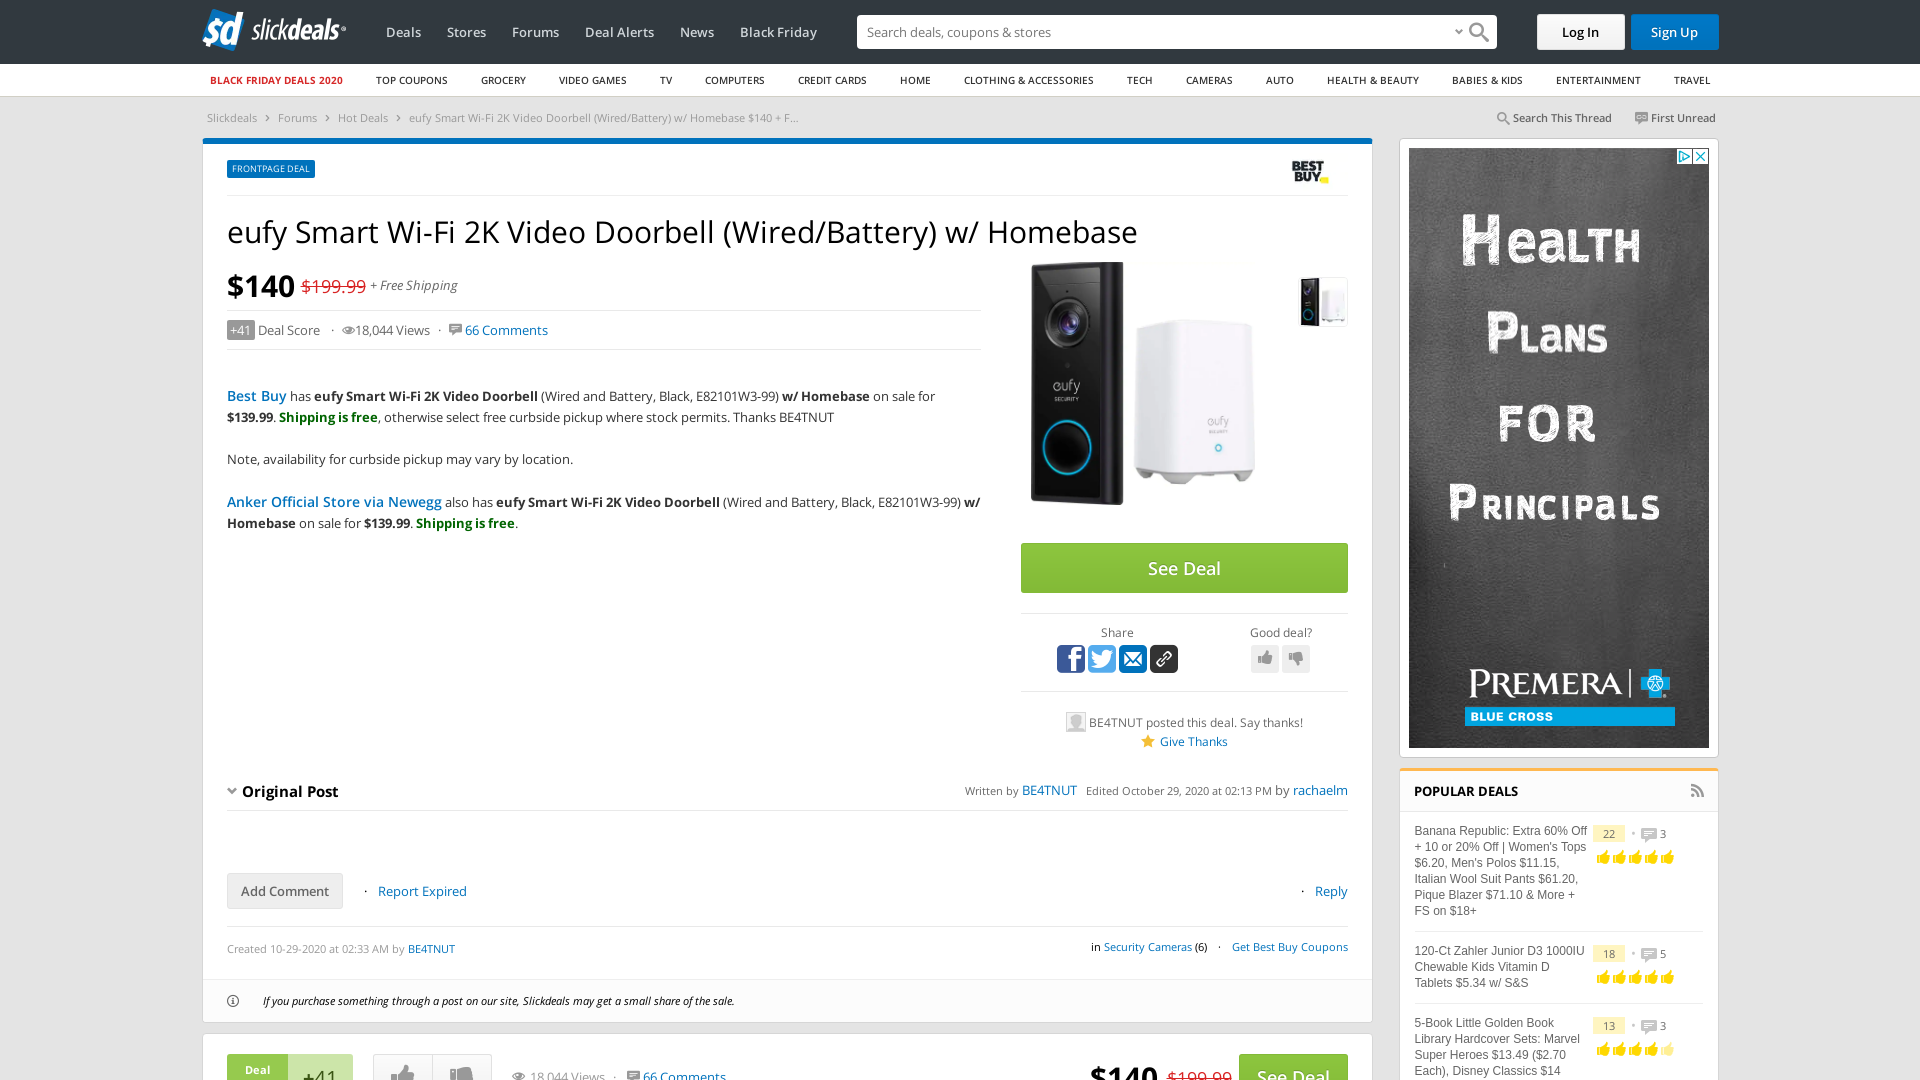 sd slickdeals
Deals
Stores
Forums
Deal Alerts
News
Black Friday
Search deals, coupons & shopping
Log In
Sign Up
BLACK FRIDAY DEALS 2020
TOP COUPONS
GROCERY
VIDEO GAMES
TV
COMPUTERS
CREDIT CARDS
HOME
CLOTHING & ACCESSORIES
TECH
CAMERAS
AUTO
HEALTH & BEAUTY
BABIES & KIDS
ENTERTAINMENT
TRAVEL
Slickdeals › Forums › Hot Deals › eufy Smart Wi-Fi 2K Video Doorbell (Wired/Battery) w/ Homebase $140 + F...
Search This Thread
First Unread
FRONTPAGE DEAL
BEST
BUY
eufy Smart Wi-Fi 2K Video Doorbell (Wired/Battery) w/ Homebase
$140 $199.99 + Free Shipping
+41 Deal Score · 18,044 Views · 66 Comments
Best Buy has eufy Smart Wi-Fi 2K Video Doorbell (Wired and Battery, Black, E82101W3-99) w/ Homebase on sale for
$139.99. Shipping is free, otherwise select free curbside pickup where stock permits. Thanks BE4TNUT
Note, availability for curbside pickup may vary by location.
Anker Official Store via Newegg also has eufy Smart Wi-Fi 2K Video Doorbell (Wired and Battery, Black, E82101W3-99) w/
Homebase on sale for $139.99. Shipping is free.
eufy
SECURITY
eufy
SECURITY
See Deal
Share
Good deal?
BE4TNUT posted this deal. Say thanks!
Give Thanks
Original Post
Written by BE4TNUT Edited October 29, 2020 at 02:13 PM by rachaelm
Add Comment
· Report Expired
· Reply
Created 10-29-2020 at 02:33 AM by BE4TNUT
in Security Cameras (6) · Get Best Buy Coupons
If you purchase something through a post on our site, Slickdeals may get a small share of the sale.
Deal
+41
18,044 Views · 66 Comments
$140 $199.99
See Deal
Health
Plans
for
Principals
PREMERA
BLUE CROSS
POPULAR DEALS
Banana Republic: Extra 60% Off
+ 10 or 20% Off | Women's Tops
$6.20, Men's Polos $11.15,
Italian Wool Suit Pants $61.20,
Pique Blazer $71.10 & More +
FS on $18+
22 • 3
120-Ct Zahler Junior D3 1000IU
Chewable Kids Vitamin D
Tablets $5.34 w/ S&S
18 • 5
5-Book Little Golden Book
Library Hardcover Sets: Marvel
Super Heroes $13.49 ($2.70
Each), Disney Classics $14
13 • 3